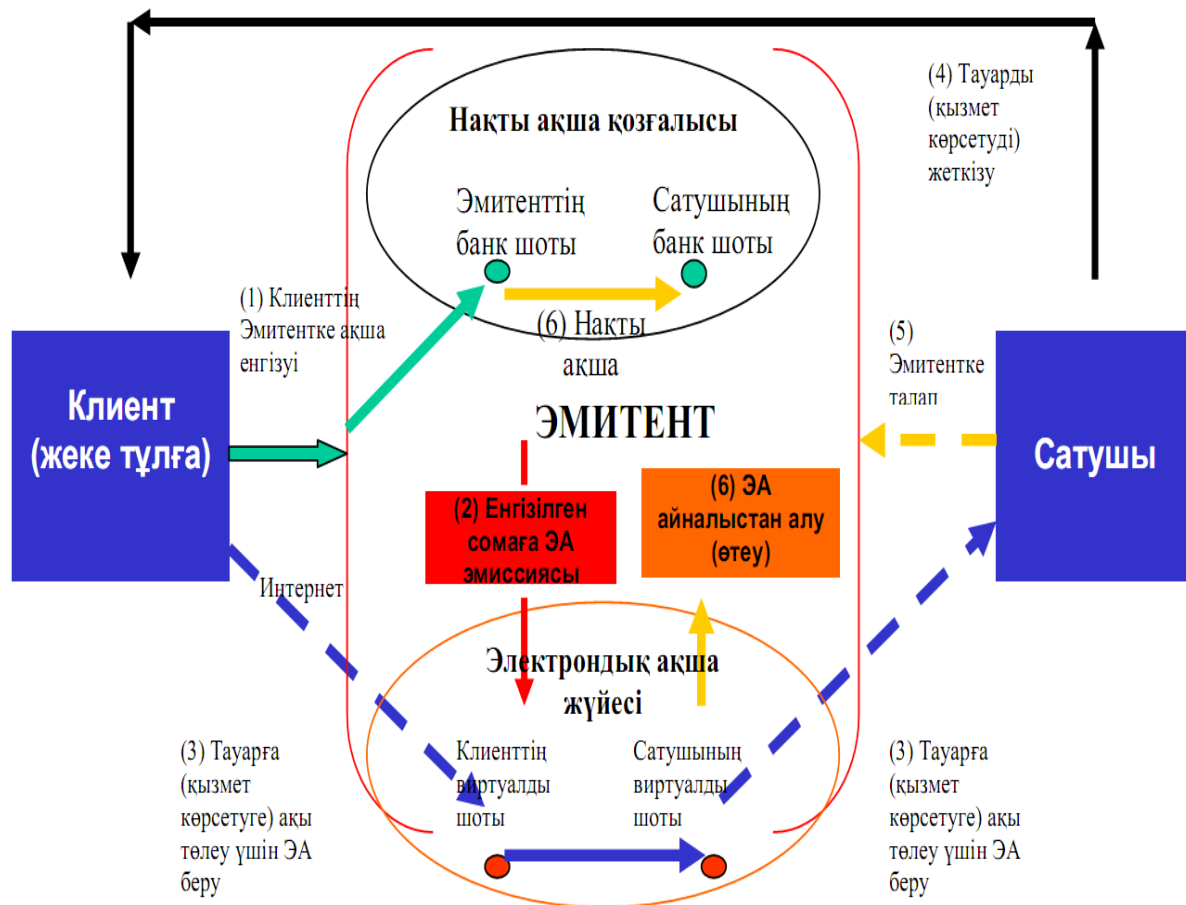 (4) Тауарды
(қызмет
көрсетуді)
жеткізу
Нақты ақша қозғалысы
Эмитенттің
банк шоты
Сатушының
банк шоты
(1) Клиенттің
Эмитентке ақша
енгізуі
(6) Нақты
ақша
(5)
Эмитентке
талап
Клиент
(жеке тұлға)
ЭМИТЕНТ
Сатушы
(2) Енгізілген
сомаға ЭА
эмиссиясы
(6) ЭА
айналыстан алу
(өтеу)
Интернет
Электрондық ақша
жүйесі
(3) Тауарға
(қызмет
көрсетуге) ақы
төлеу үшін ЭА
беру
Клиенттің
виртуалды
шоты
Сатушының
виртуалды
шоты
(3) Тауарға
(қызмет
көрсетуге) ақы
төлеу үшін ЭА
беру